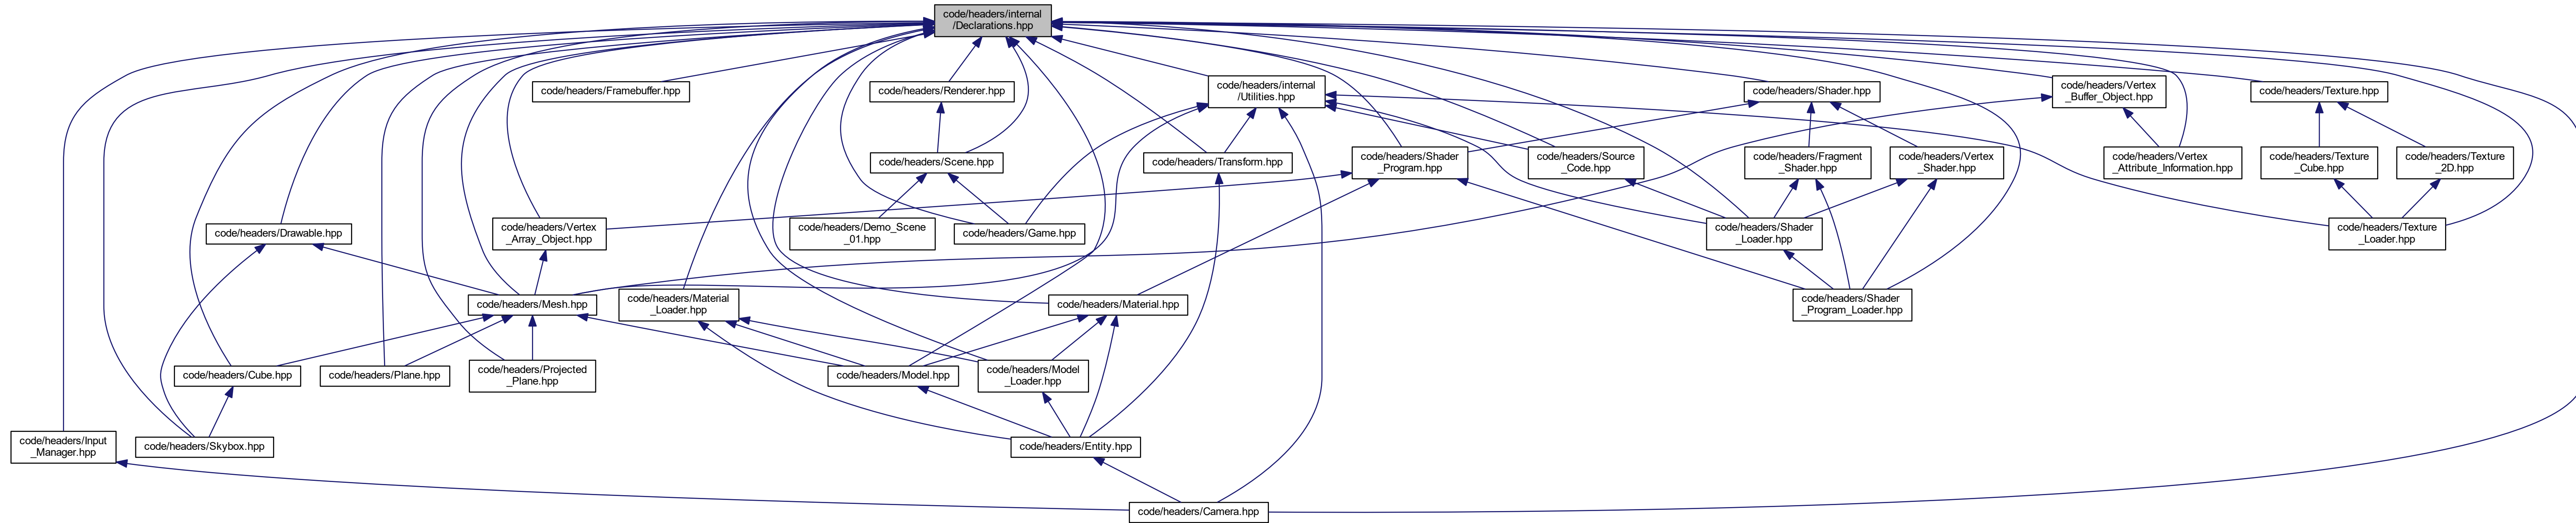 code/headers/internal
/Declarations.hpp
code/headers/Framebuffer.hpp
code/headers/Renderer.hpp
code/headers/internal
/Utilities.hpp
code/headers/Shader.hpp
code/headers/Vertex
_Buffer_Object.hpp
code/headers/Texture.hpp
code/headers/Scene.hpp
code/headers/Transform.hpp
code/headers/Shader
_Program.hpp
code/headers/Source
_Code.hpp
code/headers/Fragment
_Shader.hpp
code/headers/Vertex
_Shader.hpp
code/headers/Vertex
_Attribute_Information.hpp
code/headers/Texture
_Cube.hpp
code/headers/Texture
_2D.hpp
code/headers/Drawable.hpp
code/headers/Vertex
_Array_Object.hpp
code/headers/Demo_Scene
_01.hpp
code/headers/Game.hpp
code/headers/Shader
_Loader.hpp
code/headers/Texture
_Loader.hpp
code/headers/Mesh.hpp
code/headers/Material
_Loader.hpp
code/headers/Material.hpp
code/headers/Shader
_Program_Loader.hpp
code/headers/Cube.hpp
code/headers/Plane.hpp
code/headers/Projected
_Plane.hpp
code/headers/Model.hpp
code/headers/Model
_Loader.hpp
code/headers/Input
_Manager.hpp
code/headers/Skybox.hpp
code/headers/Entity.hpp
code/headers/Camera.hpp